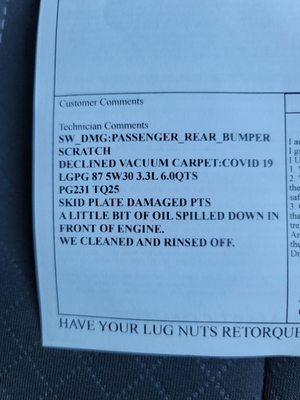 Customer Comments
Technician Comments
SW_DMG:PASSENGER_REAR_BUMPER
SCRATCH
DECLINED VACUUM CARPET:COVID 19
LGPG 87 5W30 3.3L 6.0QTS
PG231 TQ25
SKID PLATE DAMAGED PTS
A LITTLE BIT OF OIL SPILLED DOWN IN
FRONT OF ENGINE.
WE CLEANED AND RINSED OFF.
HAVE YOUR LUG NUTS RETORQUE